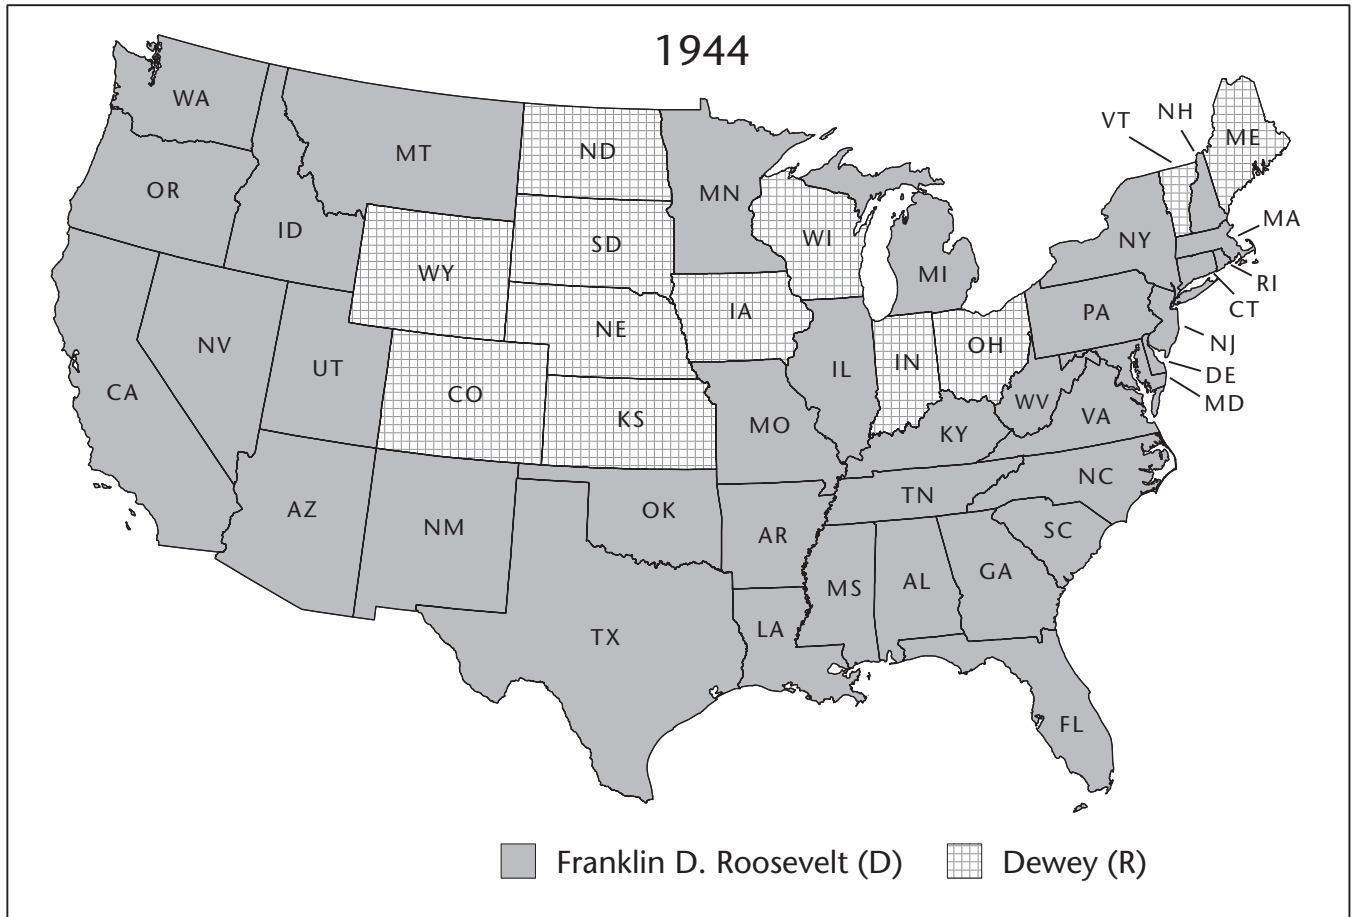 1944
WA
MT
ND
MN
VT
NH
ME
OR
ID
SD
WI
NY
MA
WY
MI
RI
CT
NE
IA
PA
NV
UT
CO
IL
IN
OH
NJ
DE
MD
CA
KS
MO
WV
VA
KY
NC
AZ
NM
OK
TN
AR
SC
MS
AL
GA
TX
LA
FL
Franklin D. Roosevelt (D)
Dewey (R)